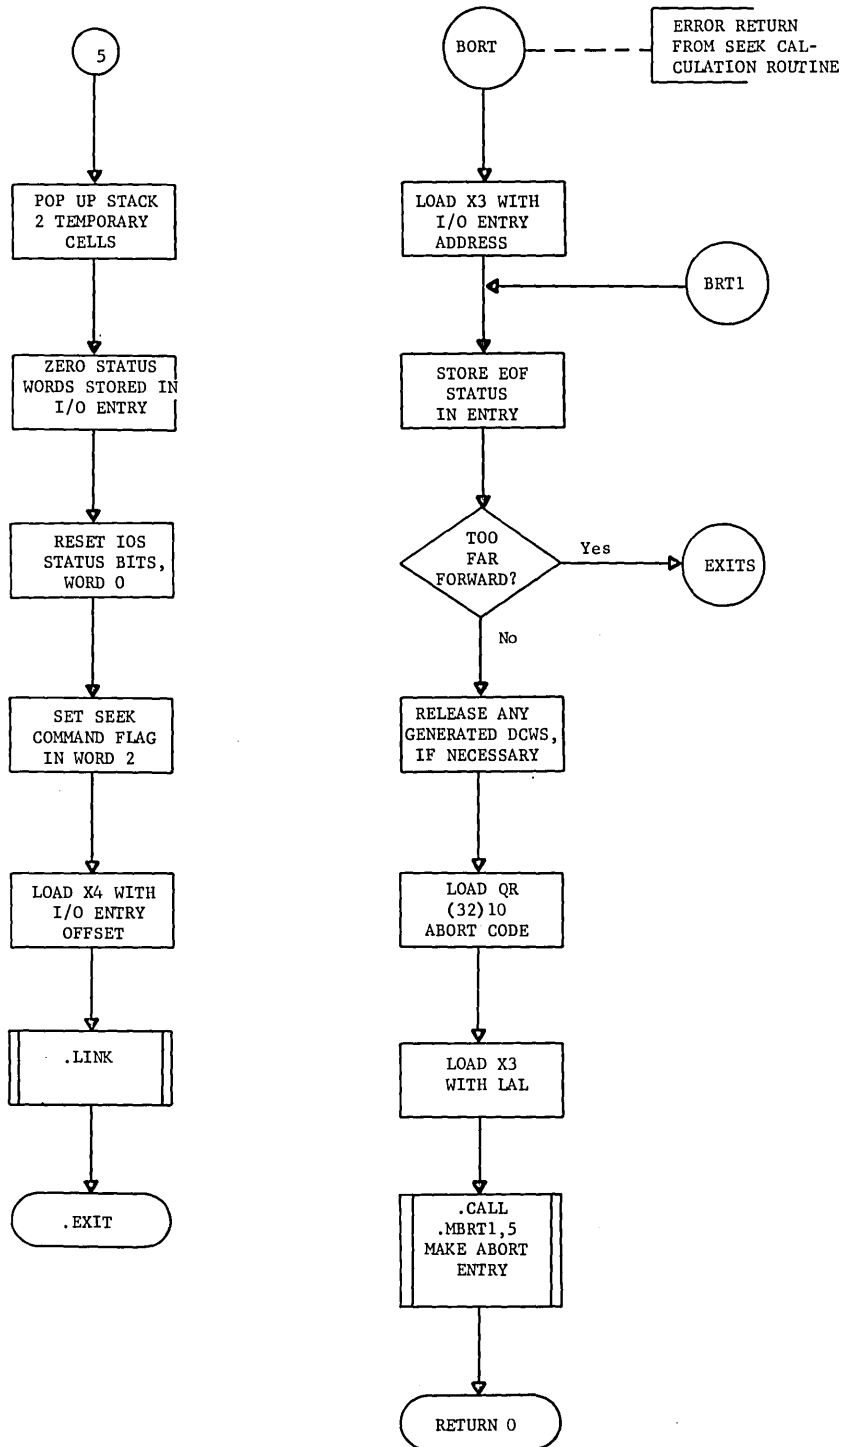 5
POP UP STACK
2 TEMPORARY
CELLS
ZERO STATUS
WORDS STORED IN
I/O ENTRY
RESET IOS
STATUS BITS,
WORD 0
SET SEEK
COMMAND FLAG
IN WORD 2
LOAD X4 WITH
I/O ENTRY
OFFSET
.LINK
.EXIT
BORT
ERROR RETURN
FROM SEEK CAL-
CULATION ROUTINE
LOAD X3 WITH
I/O ENTRY
ADDRESS
BRT1
STORE EOF
STATUS
IN ENTRY
TOO
FAR
FORWARD?
Yes
EXITS
No
RELEASE ANY
GENERATED DCWS,
IF NECESSARY
LOAD QR
(32)10
ABORT CODE
LOAD X3
WITH LAL
.CALL
.MBRT1,5
MAKE ABORT
ENTRY
RETURN 0